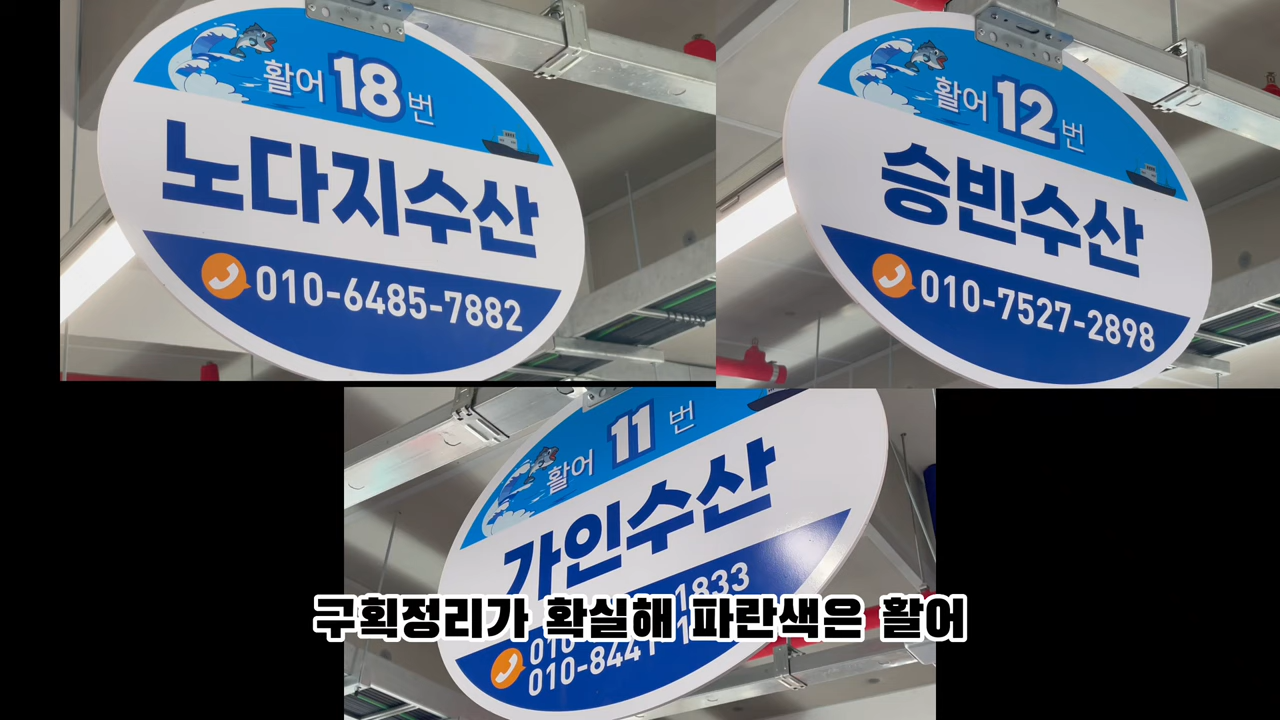 활어 18번
노다지수산
010-6485-7882
활어 12번
승빈수산
010-7527-2898
활어 11번
가인수산
1833
010-8441-1
구획정리가 확실해 파란색은 활어